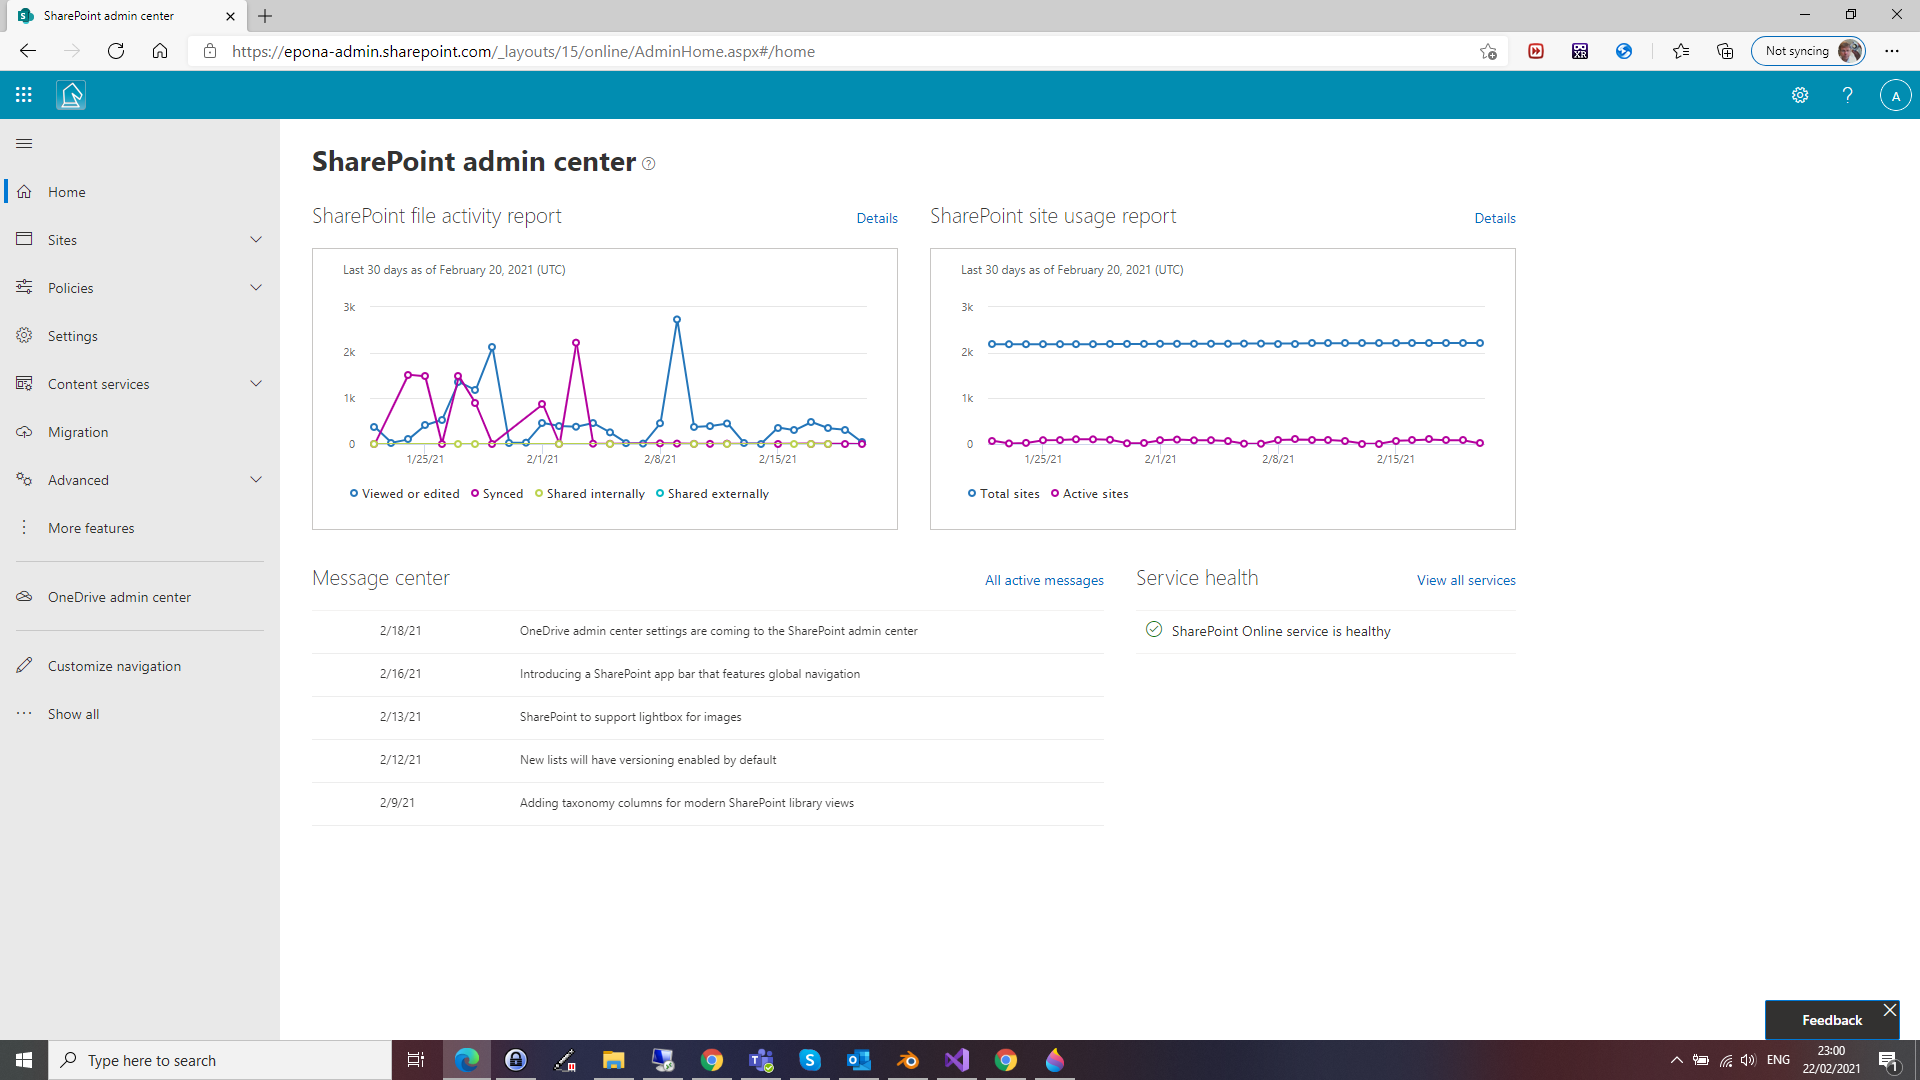 SharePoint admin center
https://epona-admin.sharepoint.com/_layouts/15/online/AdminHome.aspx#/home
Not syncing
A
Home
Sites
Policies
Settings
Content services
Migration
Advanced
More features
OneDrive admin center
Customize navigation
Show all
SharePoint admin center
SharePoint file activity report
Details
Last 30 days as of February 20, 2021 (UTC)
3k
2k
1k
0
1/25/21 2/1/21 2/8/21 2/15/21
Viewed or edited Synced Shared internally Shared externally
SharePoint site usage report
Details
Last 30 days as of February 20, 2021 (UTC)
3k
2k
1k
0
1/25/21 2/1/21 2/8/21 2/15/21
Total sites Active sites
Message center
All active messages
2/18/21 OneDrive admin center settings are coming to the SharePoint admin center
2/16/21 Introducing a SharePoint app bar that features global navigation
2/13/21 SharePoint to support lightbox for images
2/12/21 New lists will have versioning enabled by default
2/9/21 Adding taxonomy columns for modern SharePoint library views
Service health
View all services
SharePoint Online service is healthy
Feedback
Type here to search
ENG
23:00
22/02/2021
1